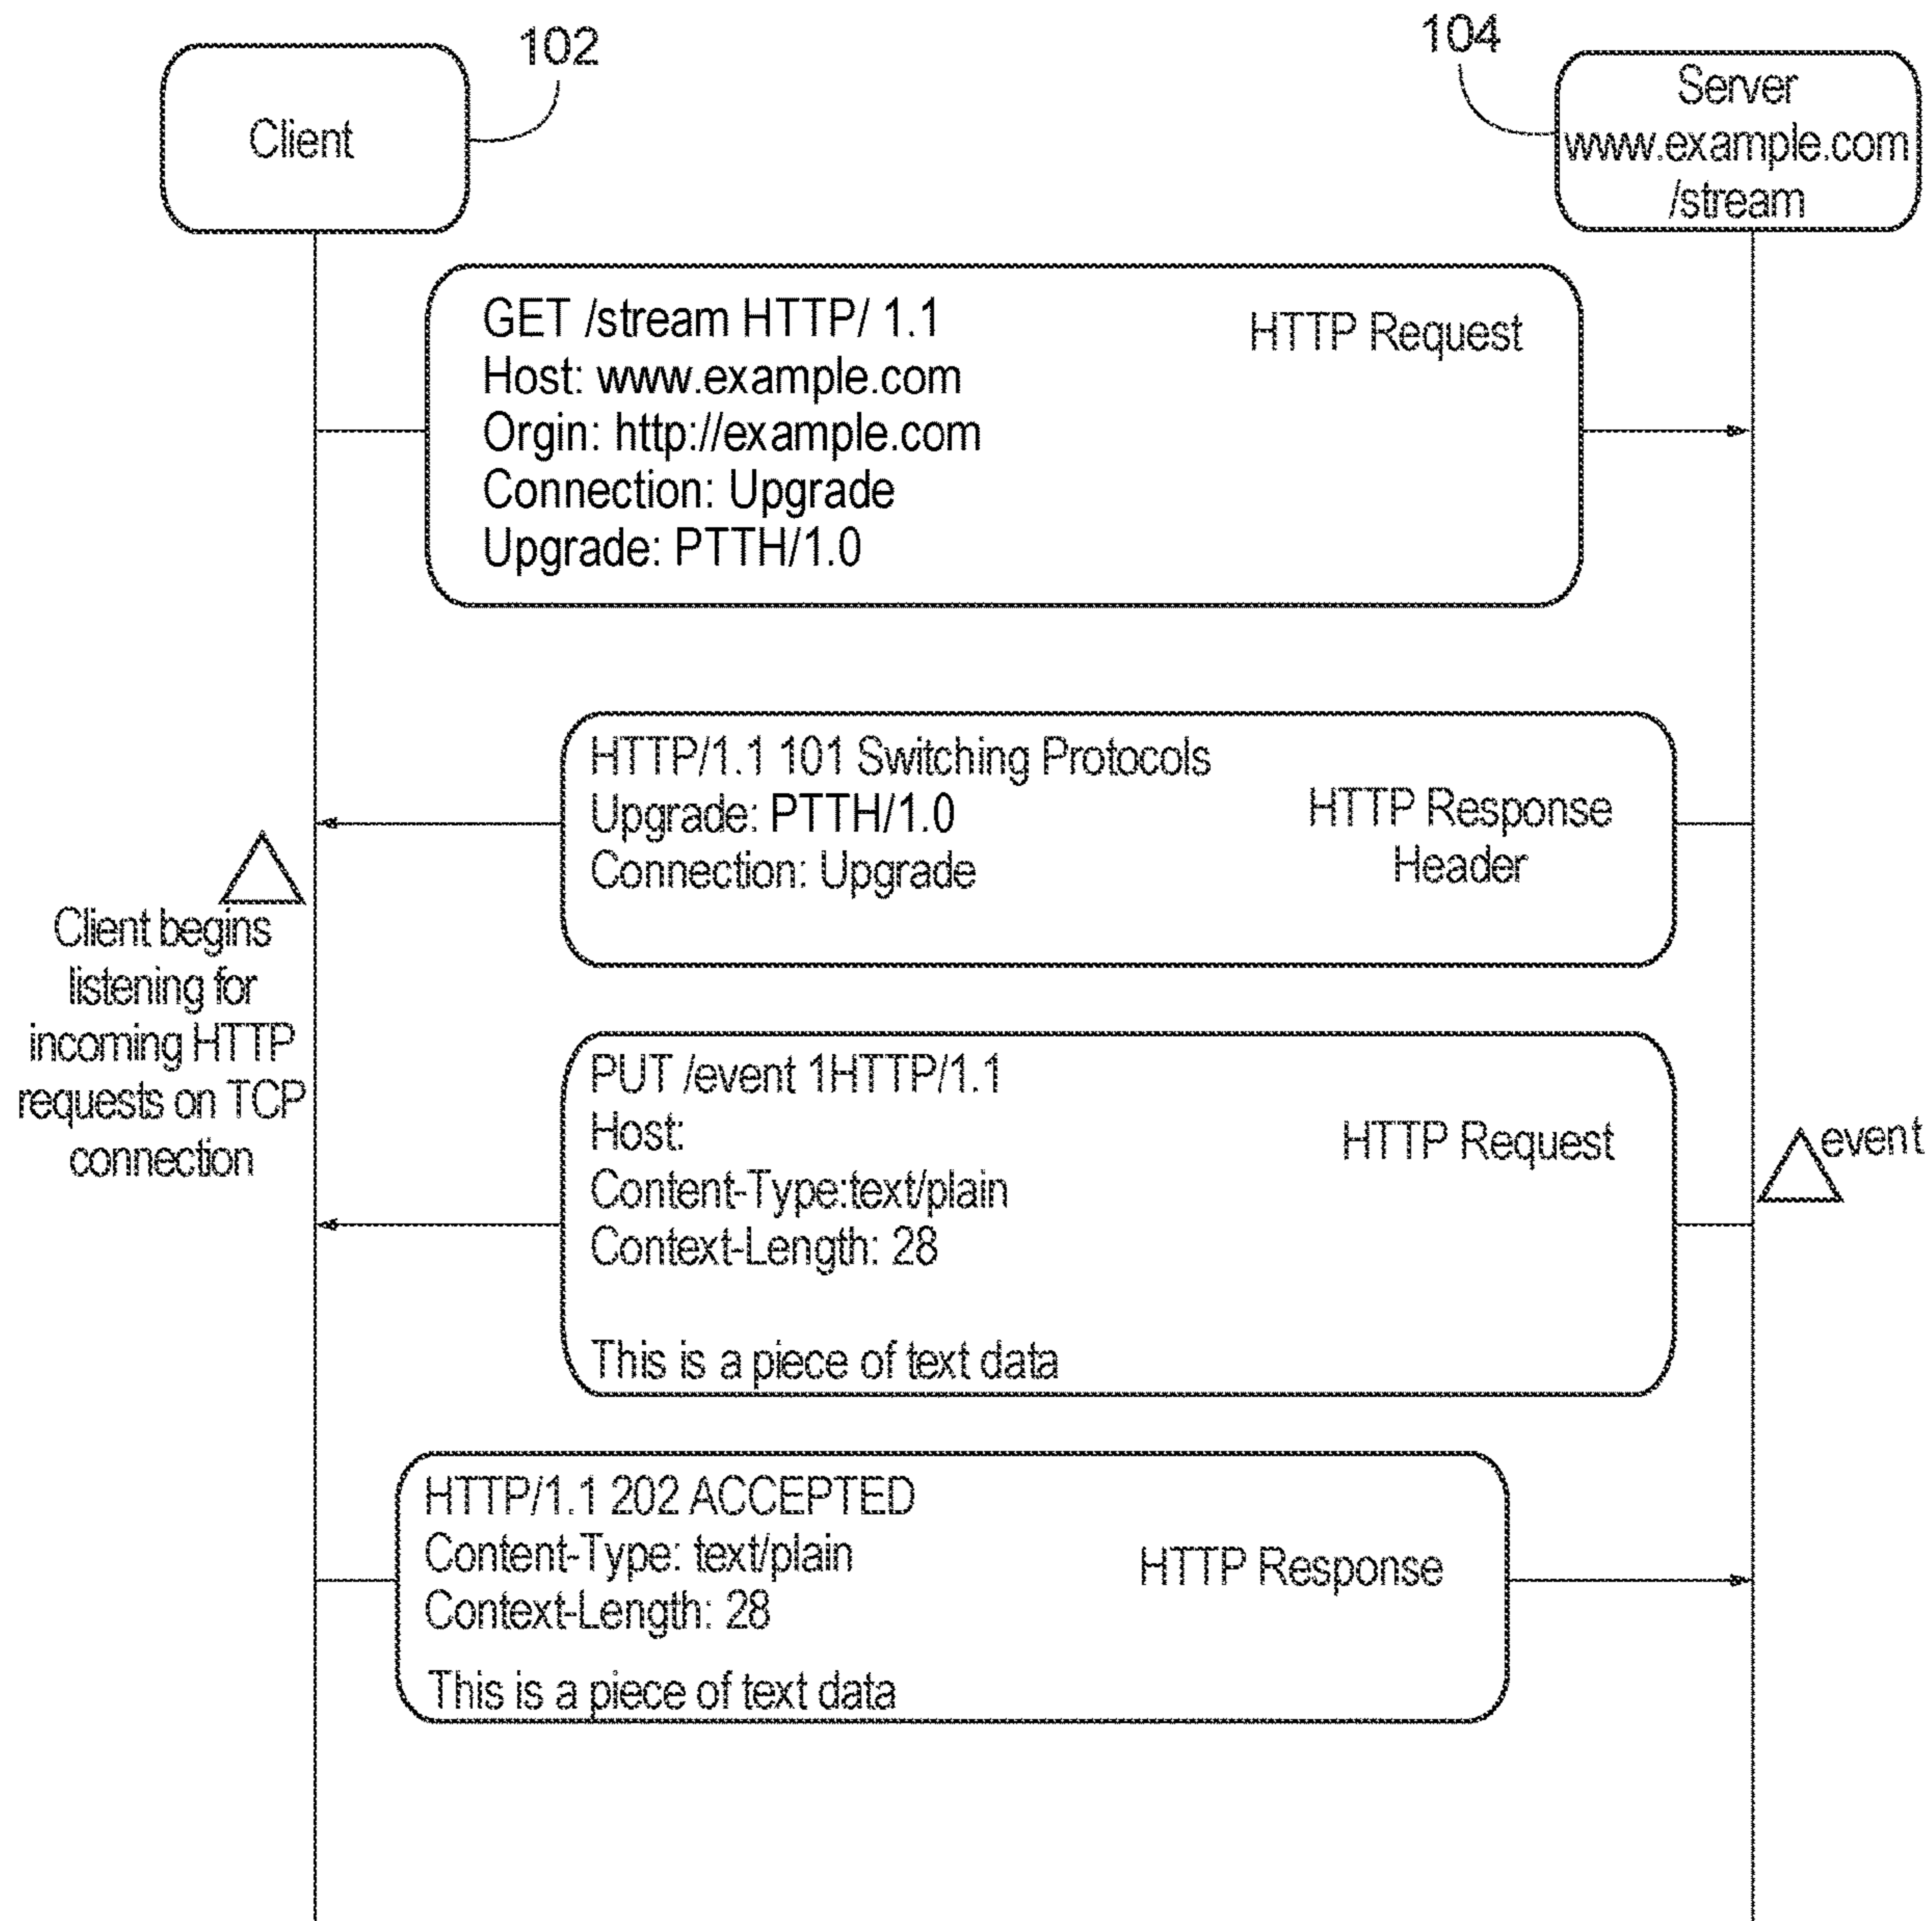 102
104
Client
Server
www.example.com
/stream
GET /stream HTTP/ 1.1
HTTP Request
Host: www.example.com
Orgin: http://example.com
Connection: Upgrade
Upgrade: PTTH/1.0
HTTP/1.1 101 Switching Protocols
Upgrade: PTTH/1.0
Connection: Upgrade
HTTP Response
Header
Client begins
listening for
incoming HTTP
requests on TCP
connection
PUT /event 1HTTP/1.1
Host:
Content-Type:text/plain
Context-Length: 28
This is a piece of text data
HTTP Request
event
HTTP/1.1 202 ACCEPTED
Content-Type: text/plain
Context-Length: 28
This is a piece of text data
HTTP Response